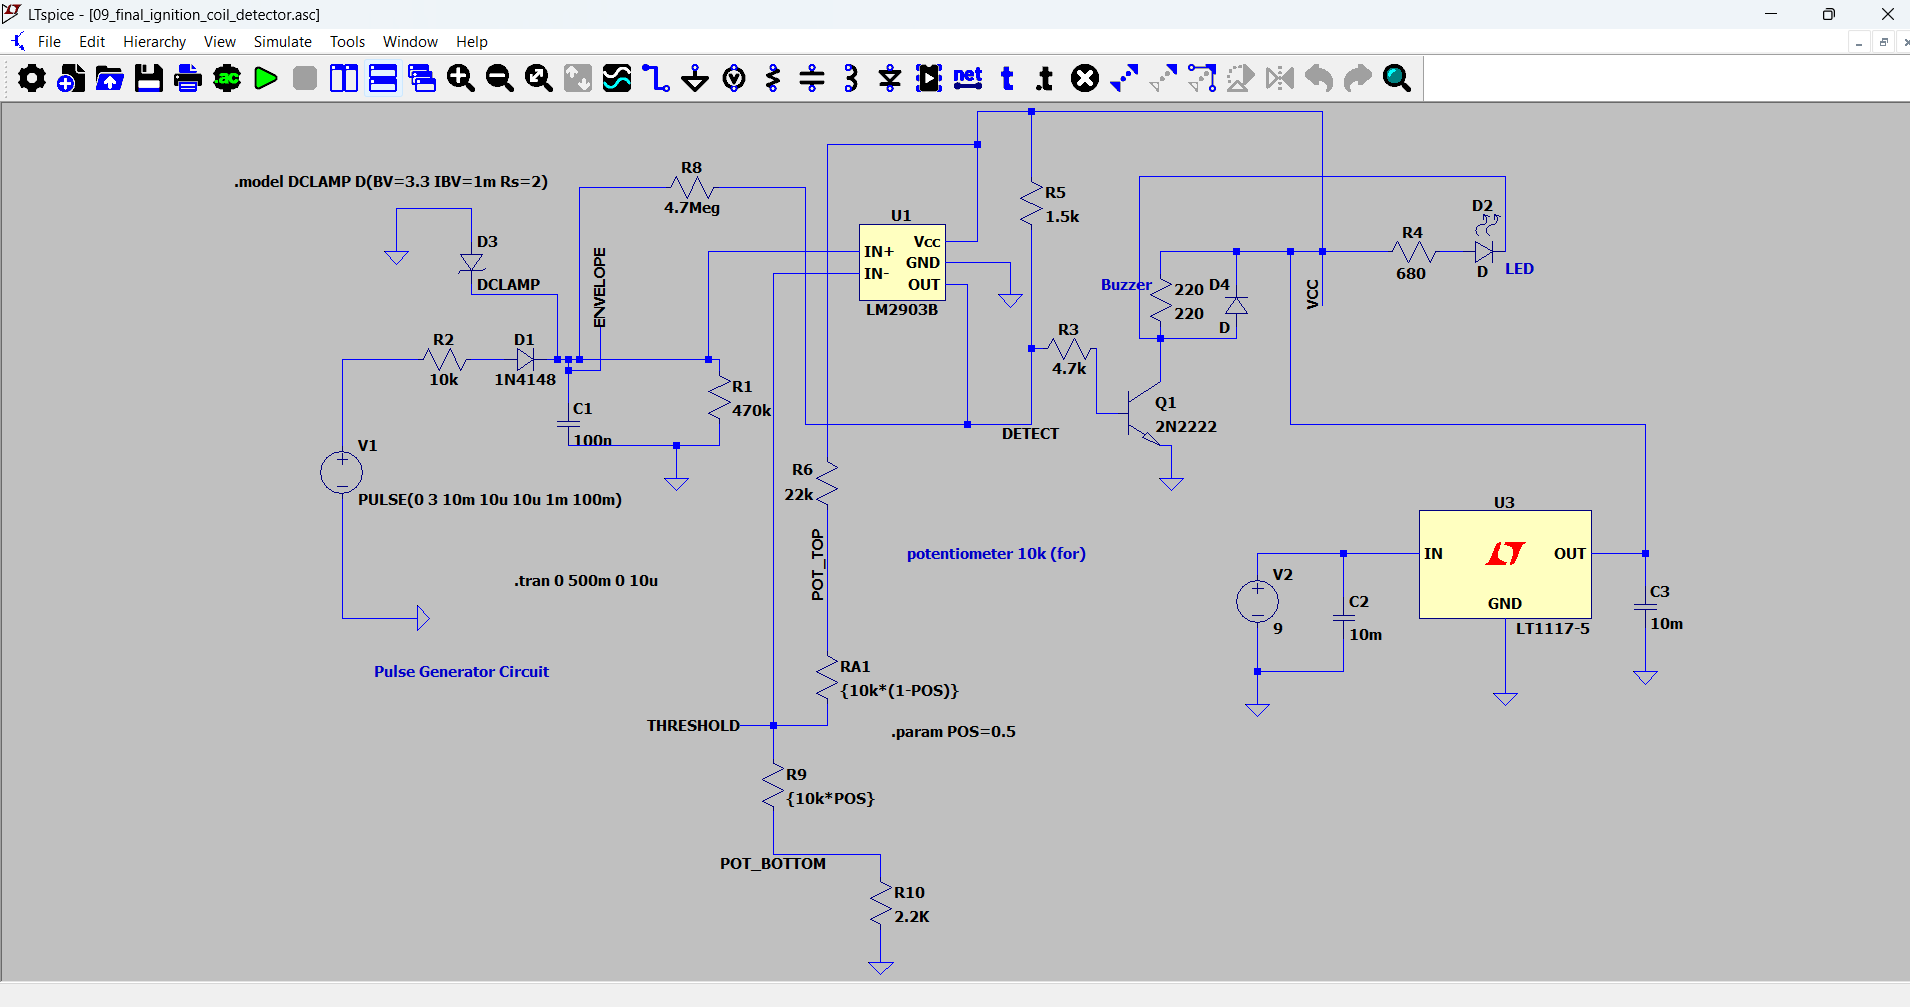 LTspice - [09_final_ignition_coil_detector.asc]
File Edit Hierarchy View Simulate Tools Window Help
.ac
net
t
.t
.model DCLAMP D(BV=3.3 IBV=1m Rs=2)
R8
4.7Meg
D3
DCLAMP
ENVELOPE
U1
IN+
IN-
Vcc
GND
OUT
LM2903B
R5
1.5k
D2
R4
680
D
LED
Buzzer
220
220
D4
D
VCC
R2
10k
D1
1N4148
R3
4.7k
C1
100n
R1
470k
Q1
2N2222
DETECT
V1
PULSE(0 3 10m 10u 10u 1m 100m)
R6
22k
POT_TOP
potentiometer 10k (for)
.tran 0 500m 0 10u
U3
IN
OUT
GND
LT1117-5
V2
9
C2
10m
C3
10m
Pulse Generator Circuit
RA1
{10k*(1-POS)}
THRESHOLD
.param POS=0.5
R9
{10k*POS}
POT_BOTTOM
R10
2.2K